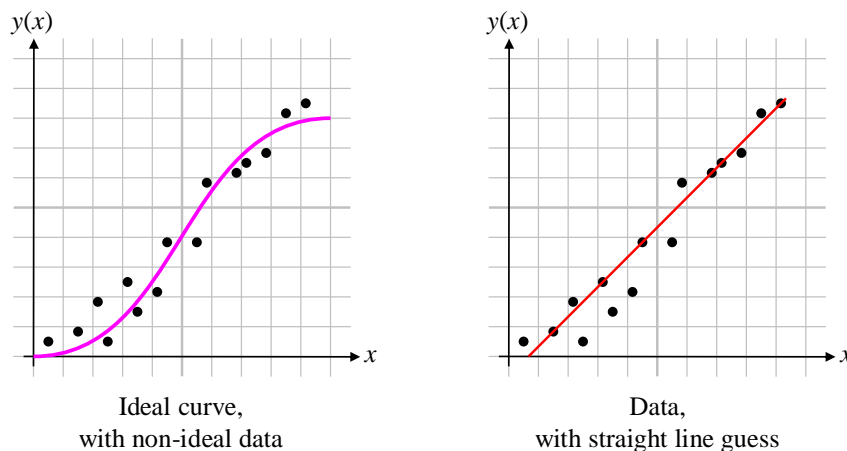 y(x)
x
Ideal curve,
with non-ideal data
y(x)
x
Data,
with straight line guess